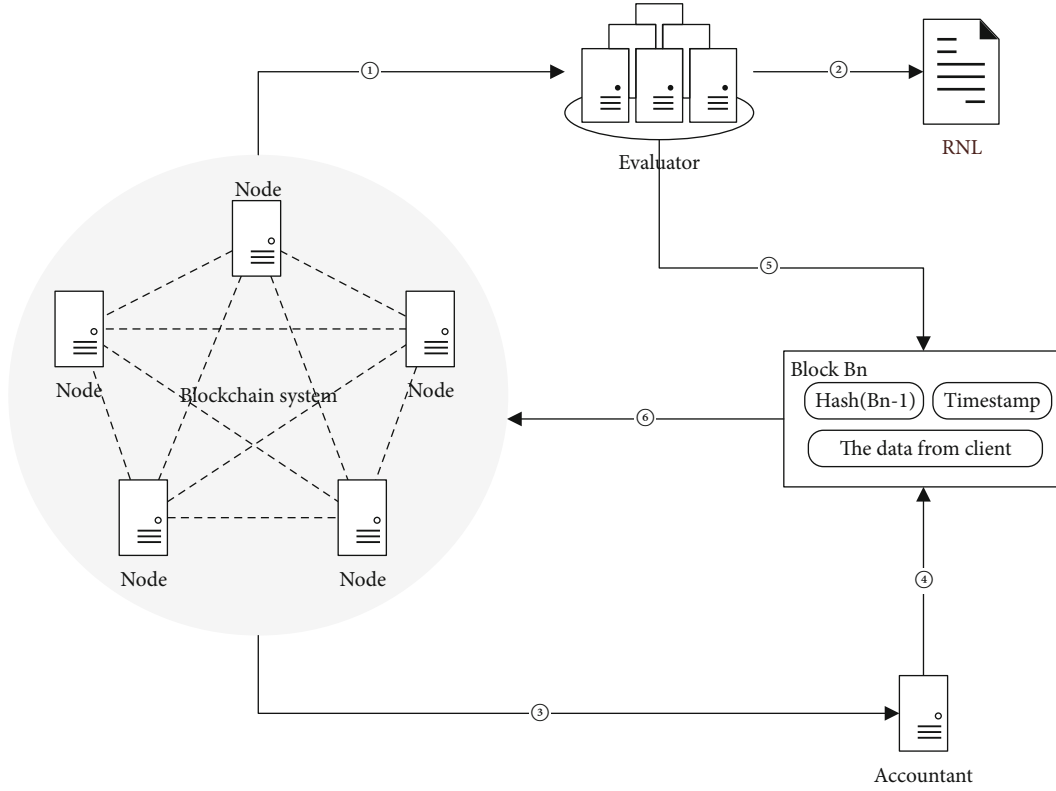 ①
②
Evaluator
RNL
Node
⑤
Node
Blockchain system
Node
Block Bn
Hash(Bn-1)
Timestamp
The data from client
⑥
Node
Node
④
③
Accountant